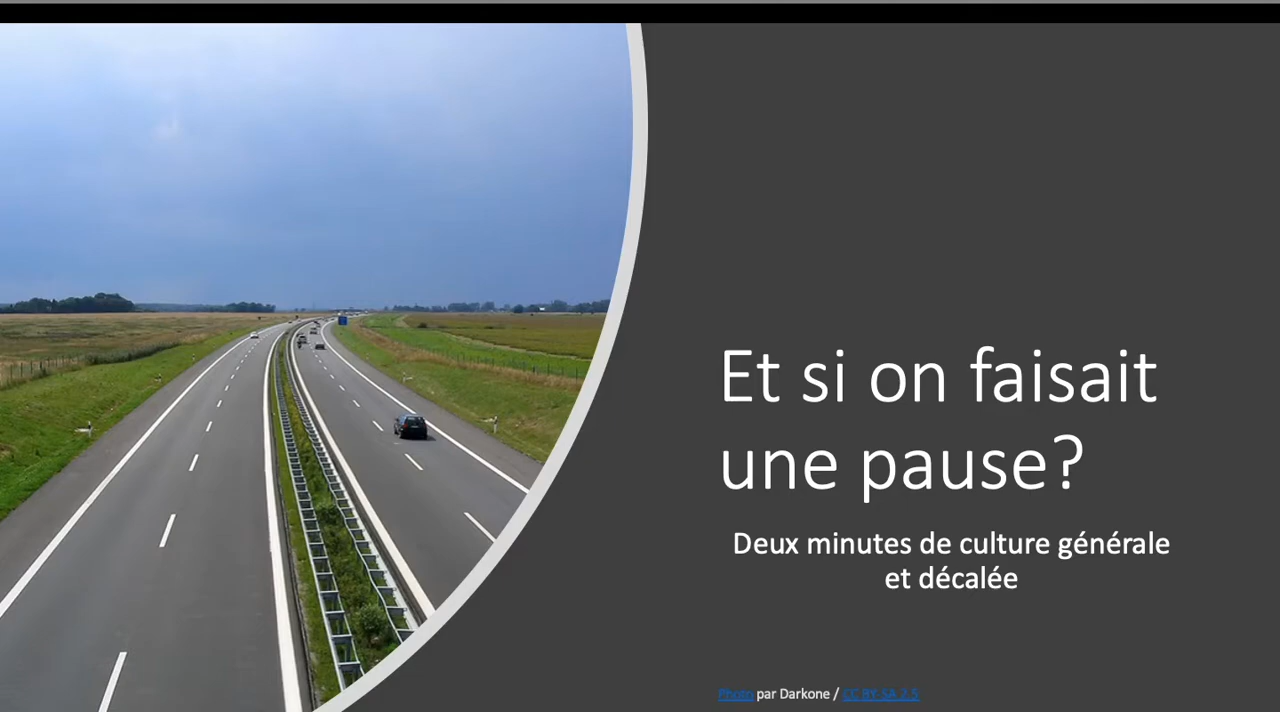 Et si on faisait
une pause?
Deux minutes de culture générale
et décalée
Photo par Darkone / CC BY-SA 2.5